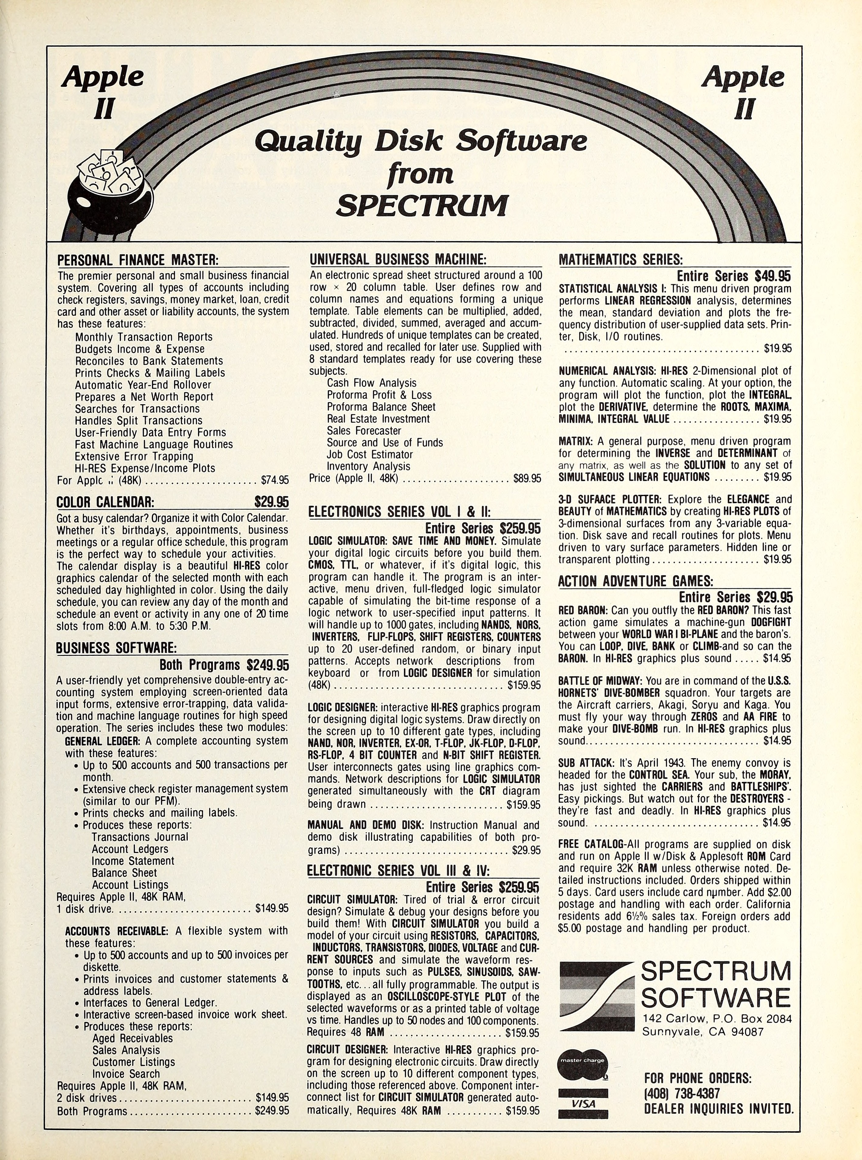 Apple
II
Apple
II
Quality Disk Software
from
SPECTRUM
PERSONAL FINANCE MASTER:
The premier personal and small business financial
system. Covering all types of accounts including
check registers, savings, money market, loan, credit
card and other asset or liability accounts, the system
has these features:
Monthly Transaction Reports
Budgets Income & Expense
Reconciles to Bank Statements
Prints Checks & Mailing Labels
Automatic Year-End Rollover
Prepares a Net Worth Report
Searches for Transactions
Handles Split Transactions
User-Friendly Data Entry Forms
Fast Machine Language Routines
Extensive Error Trapping
HI-RES Expense/Income Plots
For Apple (48K) ........................ $74.95
COLOR CALENDAR: $29.95
Got a busy calendar? Organize it with Color Calendar.
Whether it's birthdays, appointments, business
meetings or a regular office schedule, this program
is the perfect way to schedule your activities.
The calendar display is a beautiful HI-RES color
graphics calendar of the selected month with each
scheduled day highlighted in color. Using the daily
schedule, you can review any day of the month and
schedule an event or activity in any one of 20 time
slots from 8:00 A.M. to 5:30 P.M.
BUSINESS SOFTWARE:
Both Programs $249.95
A user-friendly yet comprehensive double-entry ac-
counting system employing screen-oriented data
input forms, extensive error-trapping, data valida-
tion and machine language routines for high speed
operation. The series includes these two modules:
GENERAL LEDGER: A complete accounting system
with these features:
• Up to 500 accounts and 500 transactions per
month.
• Extensive check register management system
(similar to our PFM).
• Prints checks and mailing labels.
• Produces these reports:
Transactions Journal
Account Ledgers
Income Statement
Balance Sheet
Account Listings
Requires Apple II, 48K RAM,
1 disk drive. ........................ $149.95
ACCOUNTS RECEIVABLE: A flexible system with
these features:
• Up to 500 accounts and up to 500 invoices per
diskette.
• Prints invoices and customer statements &
address labels.
• Interfaces to General Ledger.
• Interactive screen-based invoice work sheet.
• Produces these reports:
Aged Receivables
Sales Analysis
Customer Listings
Invoice Search
Requires Apple II, 48K RAM,
2 disk drives ........................ $149.95
Both Programs ........................ $249.95
UNIVERSAL BUSINESS MACHINE:
An electronic spread sheet structured around a 100
row × 20 column table. User defines row and
column names and equations forming a unique
template. Table elements can be multiplied, added,
subtracted, divided, summed, averaged and accum-
ulated. Hundreds of unique templates can be created,
used, stored and recalled for later use. Supplied with
8 standard templates ready for use covering these
subjects.
Cash Flow Analysis
Proforma Profit & Loss
Proforma Balance Sheet
Real Estate Investment
Sales Forecaster
Source and Use of Funds
Job Cost Estimator
Inventory Analysis
Price (Apple II, 48K) ........................ $89.95
ELECTRONICS SERIES VOL I & II:
Entire Series $259.95
LOGIC SIMULATOR: SAVE TIME AND MONEY. Simulate
your digital logic circuits before you build them.
CMOS, TTL, or whatever, if it's digital logic, this
program can handle it. The program is an inter-
active, menu driven, full-fledged logic simulator
capable of simulating the bit-time response of a
logic network to user-specified input patterns. It
will handle up to 1000 gates, including NANDS, NORS,
INVERTERS, FLIP-FLOPS, SHIFT REGISTERS, COUNTERS
up to 20 user-defined random, or binary input
patterns. Accepts network descriptions from
keyboard or from LOGIC DESIGNER for simulation
(48K) ........................ $159.95
LOGIC DESIGNER: interactive HI-RES graphics program
for designing digital logic systems. Draw directly on
the screen up to 10 different gate types, including
NAND, NOR, INVERTER, EX-OR, T-FLOP, JK-FLOP, D-FLOP,
RS-FLOP, 4 BIT COUNTER and N-BIT SHIFT REGISTER.
User interconnects gates using line graphics com-
mands. Network descriptions for LOGIC SIMULATOR
generated simultaneously with the CRT diagram
being drawn ........................ $159.95
MANUAL AND DEMO DISK: Instruction Manual and
demo disk illustrating capabilities of both pro-
grams) ........................ $29.95
ELECTRONIC SERIES VOL III & IV:
Entire Series $259.95
CIRCUIT SIMULATOR: Tired of trial & error circuit
design? Simulate & debug your designs before you
build them! With CIRCUIT SIMULATOR you build a
model of your circuit using RESISTORS, CAPACITORS,
INDUCTORS, TRANSISTORS, DIODES, VOLTAGE and CUR-
RENT SOURCES and simulate the waveform res-
ponse to inputs such as PULSES, SINUSOIDS, SAW-
TOOTHS, etc...all fully programmable. The output is
displayed as an OSCILLOSCOPE-STYLE PLOT of the
selected waveforms or as a printed table of voltage
vs time. Handles up to 50 nodes and 100 components.
Requires 48 RAM ........................ $159.95
CIRCUIT DESIGNER: Interactive HI-RES graphics pro-
gram for designing electronic circuits. Draw directly
on the screen up to 10 different component types,
including those referenced above. Component inter-
connect list for CIRCUIT SIMULATOR generated auto-
matically, Requires 48K RAM .......... $159.95
MATHEMATICS SERIES:
Entire Series $49.95
STATISTICAL ANALYSIS I: This menu driven program
performs LINEAR REGRESSION analysis, determines
the mean, standard deviation and plots the fre-
quency distribution of user-supplied data sets. Prin-
ter, Disk, I/O routines.
........................ $19.95
NUMERICAL ANALYSIS: HI-RES 2-Dimensional plot of
any function. Automatic scaling. At your option, the
program will plot the function, plot the INTEGRAL,
plot the DERIVATIVE, determine the ROOTS, MAXIMA,
MINIMA, INTEGRAL VALUE ................ $19.95
MATRIX: A general purpose, menu driven program
for determining the INVERSE and DETERMINANT of
any matrix, as well as the SOLUTION to any set of
SIMULTANEOUS LINEAR EQUATIONS ......... $19.95
3-D SUFAACE PLOTTER: Explore the ELEGANCE and
BEAUTY of MATHEMATICS by creating HI-RES PLOTS of
3-dimensional surfaces from any 3-variable equa-
tion. Disk save and recall routines for plots. Menu
driven to vary surface parameters. Hidden line or
transparent plotting .................... $19.95
ACTION ADVENTURE GAMES:
Entire Series $29.95
RED BARON: Can you outfly the RED BARON? This fast
action game simulates a machine-gun DOGFIGHT
between your WORLD WAR I BI-PLANE and the baron's.
You can LOOP, DIVE, BANK or CLIMB-and so can the
BARON. In HI-RES graphics plus sound ..... $14.95
BATTLE OF MIDWAY: You are in command of the U.S.S.
HORNETS' DIVE-BOMBER squadron. Your targets are
the Aircraft carriers, Akagi, Soryu and Kaga. You
must fly your way through ZEROS and AA FIRE to
make your DIVE-BOMB run. In HI-RES graphics plus
sound........................ $14.95
SUB ATTACK: It's April 1943. The enemy convoy is
headed for the CONTROL SEA. Your sub, the MORAY,
has just sighted the CARRIERS and BATTLESHIPS'.
Easy pickings. But watch out for the DESTROYERS -
they're fast and deadly. In HI-RES graphics plus
sound. ........................ $14.95
FREE CATALOG-All programs are supplied on disk
and run on Apple II w/Disk & Applesoft ROM Card
and require 32K RAM unless otherwise noted. De-
tailed instructions included. Orders shipped within
5 days. Card users include card number. Add $2.00
postage and handling with each order. California
residents add 6½% sales tax. Foreign orders add
$5.00 postage and handling per product.
SPECTRUM
SOFTWARE
142 Carlow, P.O. Box 2084
Sunnyvale, CA 94087
master charge
VISA
FOR PHONE ORDERS:
(408) 738-4387
DEALER INQUIRIES INVITED.